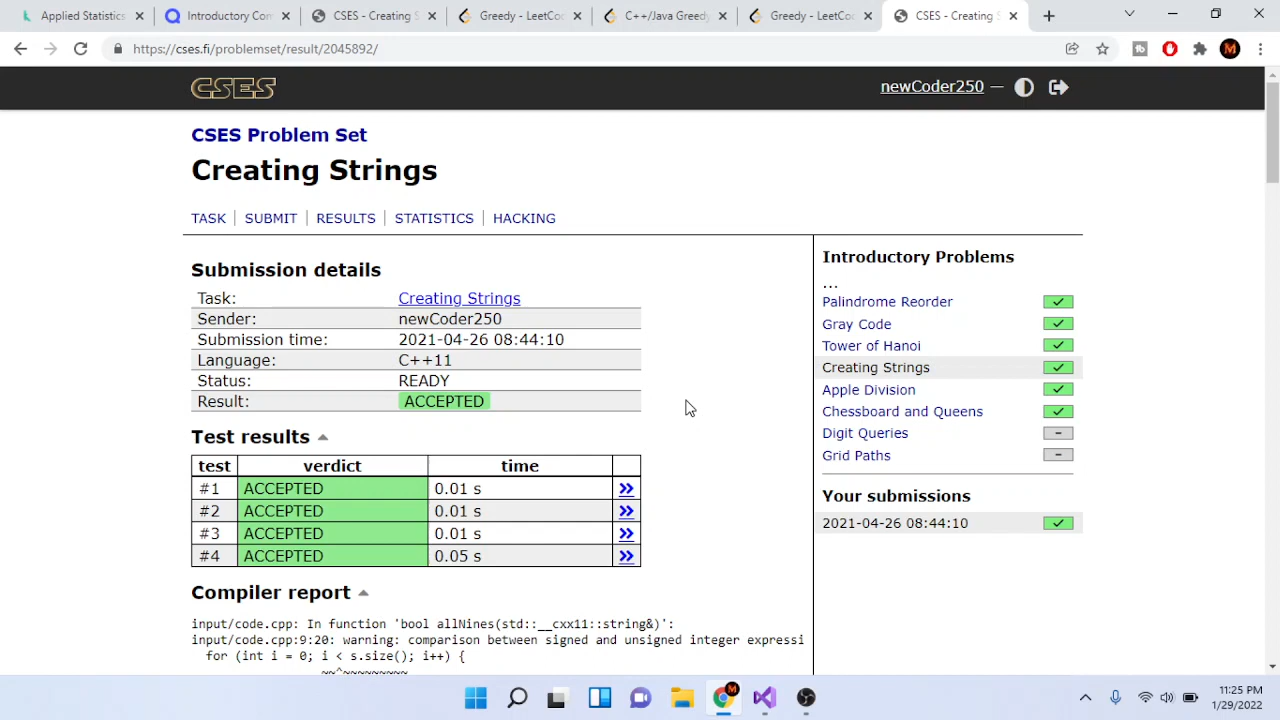 Applied Statistics
Introductory Con
CSES - Creating S
Greedy - LeetCod
C++/Java Greedy
Greedy - LeetCod
CSES - Creating S
https://cses.fi/problemset/result/2045892/
M
CSES
newCoder250 —
CSES Problem Set
Creating Strings
TASK | SUBMIT | RESULTS | STATISTICS | HACKING
Submission details
Task: Creating Strings
Sender: newCoder250
Submission time: 2021-04-26 08:44:10
Language: C++11
Status: READY
Result: ACCEPTED
Test results
test verdict time
#1 ACCEPTED 0.01 s »
#2 ACCEPTED 0.01 s »
#3 ACCEPTED 0.01 s »
#4 ACCEPTED 0.05 s »
Compiler report
input/code.cpp: In function 'bool allNines(std::__cxx11::string&)':
input/code.cpp:9:20: warning: comparison between signed and unsigned integer expressi
for (int i = 0; i < s.size(); i++) {
~~^~~~~~~~~~
Introductory Problems
...
Palindrome Reorder
Gray Code
Tower of Hanoi
Creating Strings
Apple Division
Chessboard and Queens
Digit Queries –
Grid Paths –
Your submissions
2021-04-26 08:44:10
M
11:25 PM
1/29/2022